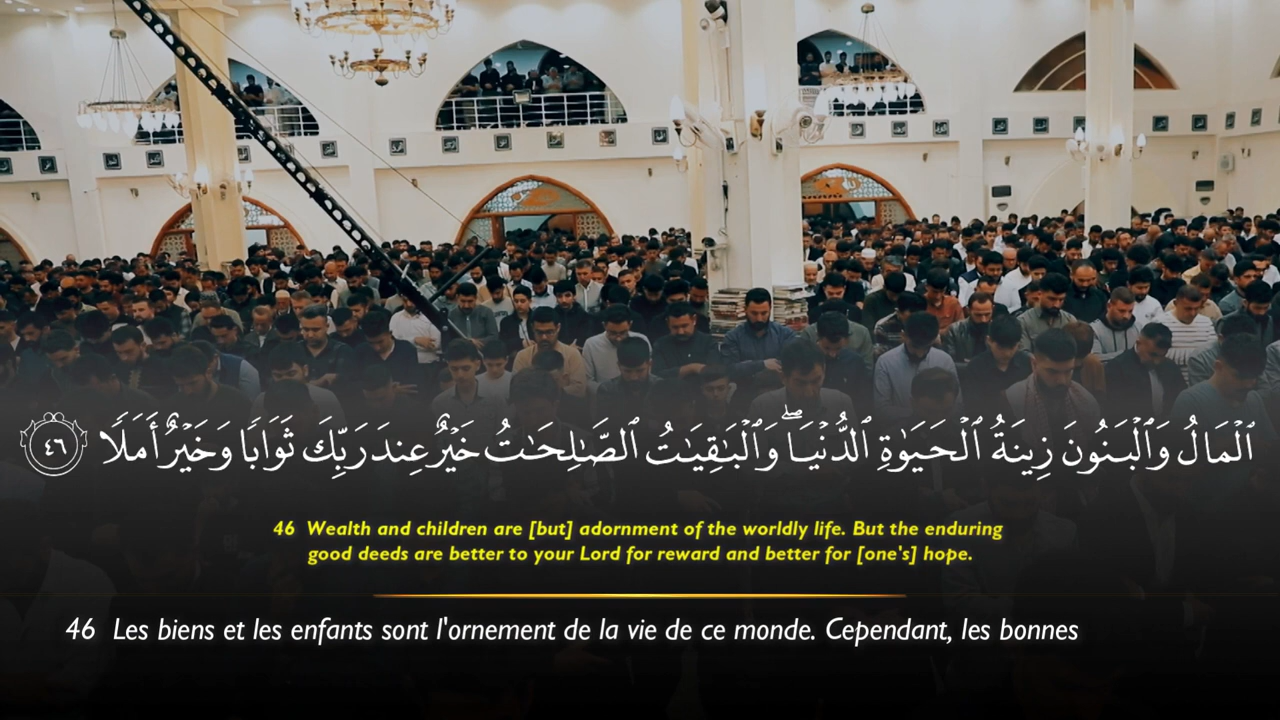 ٱلْمَالُ وَٱلْبَنُونَ زِينَةُ ٱلْحَيَوٰةِ ٱلدُّنْيَا ۖ وَٱلْبَـٰقِيَـٰتُ ٱلصَّـٰلِحَـٰتُ خَيْرٌ عِندَ رَبِّكَ ثَوَابًا وَخَيْرٌ أَمَلًا ٤٦
46 Wealth and children are [but] adornment of the worldly life. But the enduring
good deeds are better to your Lord for reward and better for [one's] hope.
46 Les biens et les enfants sont l'ornement de la vie de ce monde. Cependant, les bonnes